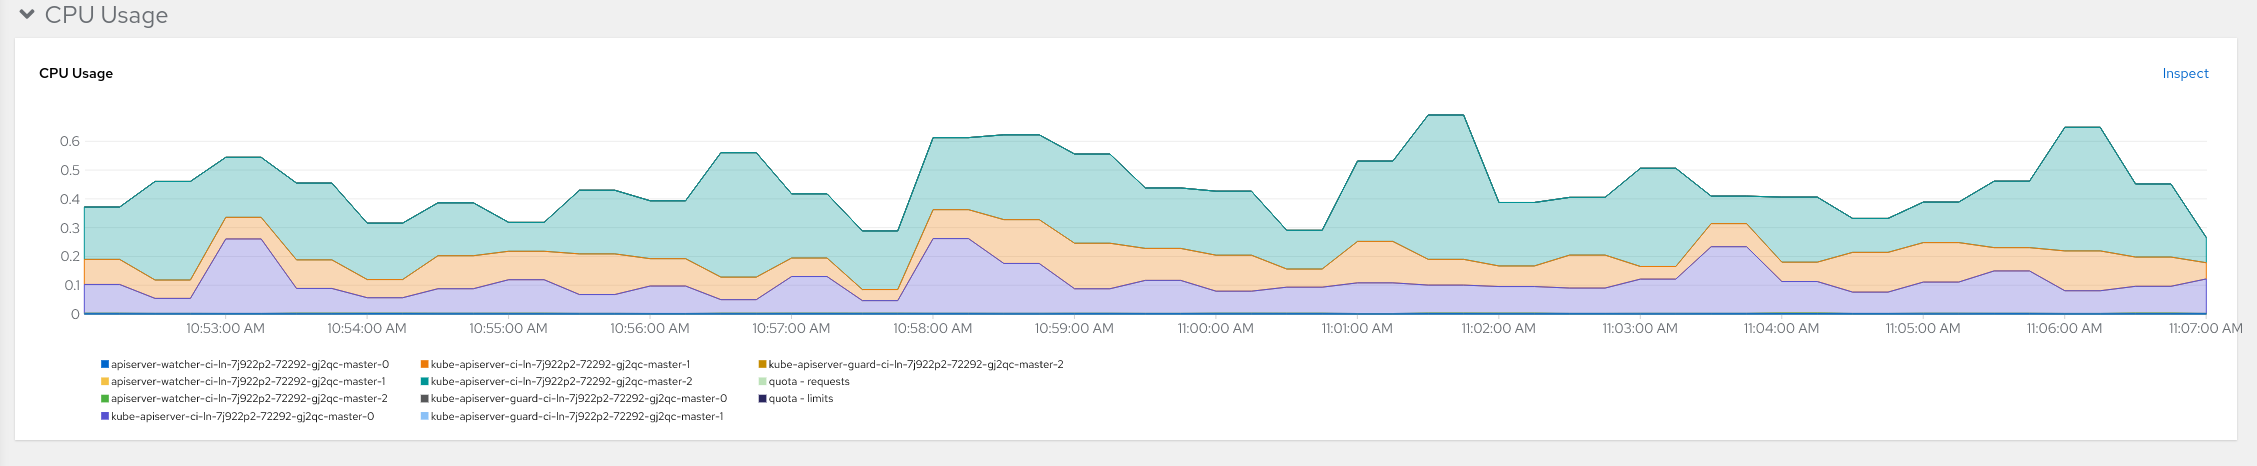 CPU Usage
CPU Usage
Inspect
0.6
0.5
0.4
0.3
0.2
0.1
0
10:53:00 AM 10:54:00 AM 10:55:00 AM 10:56:00 AM 10:57:00 AM 10:58:00 AM 10:59:00 AM 11:00:00 AM 11:01:00 AM 11:02:00 AM 11:03:00 AM 11:04:00 AM 11:05:00 AM 11:06:00 AM 11:07:00 AM
apiserver-watcher-ci-ln-7j922p2-72292-gj2qc-master-0
apiserver-watcher-ci-ln-7j922p2-72292-gj2qc-master-1
apiserver-watcher-ci-ln-7j922p2-72292-gj2qc-master-2
kube-apiserver-ci-ln-7j922p2-72292-gj2qc-master-0
kube-apiserver-ci-ln-7j922p2-72292-gj2qc-master-1
kube-apiserver-ci-ln-7j922p2-72292-gj2qc-master-2
kube-apiserver-guard-ci-ln-7j922p2-72292-gj2qc-master-0
kube-apiserver-guard-ci-ln-7j922p2-72292-gj2qc-master-1
kube-apiserver-guard-ci-ln-7j922p2-72292-gj2qc-master-2
quota - requests
quota - limits